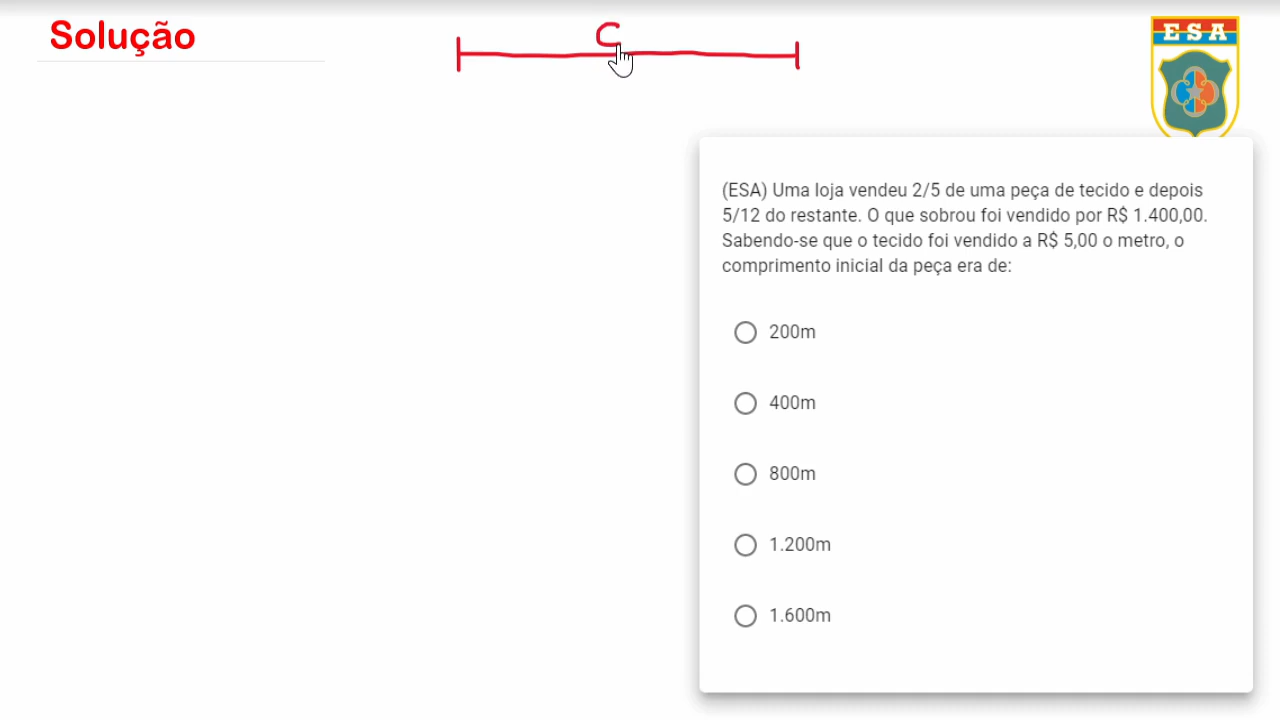 Solução
C
ESA
(ESA) Uma loja vendeu 2/5 de uma peça de tecido e depois
5/12 do restante. O que sobrou foi vendido por R$ 1.400,00.
Sabendo-se que o tecido foi vendido a R$ 5,00 o metro, o
comprimento inicial da peça era de:
200m
400m
800m
1.200m
1.600m